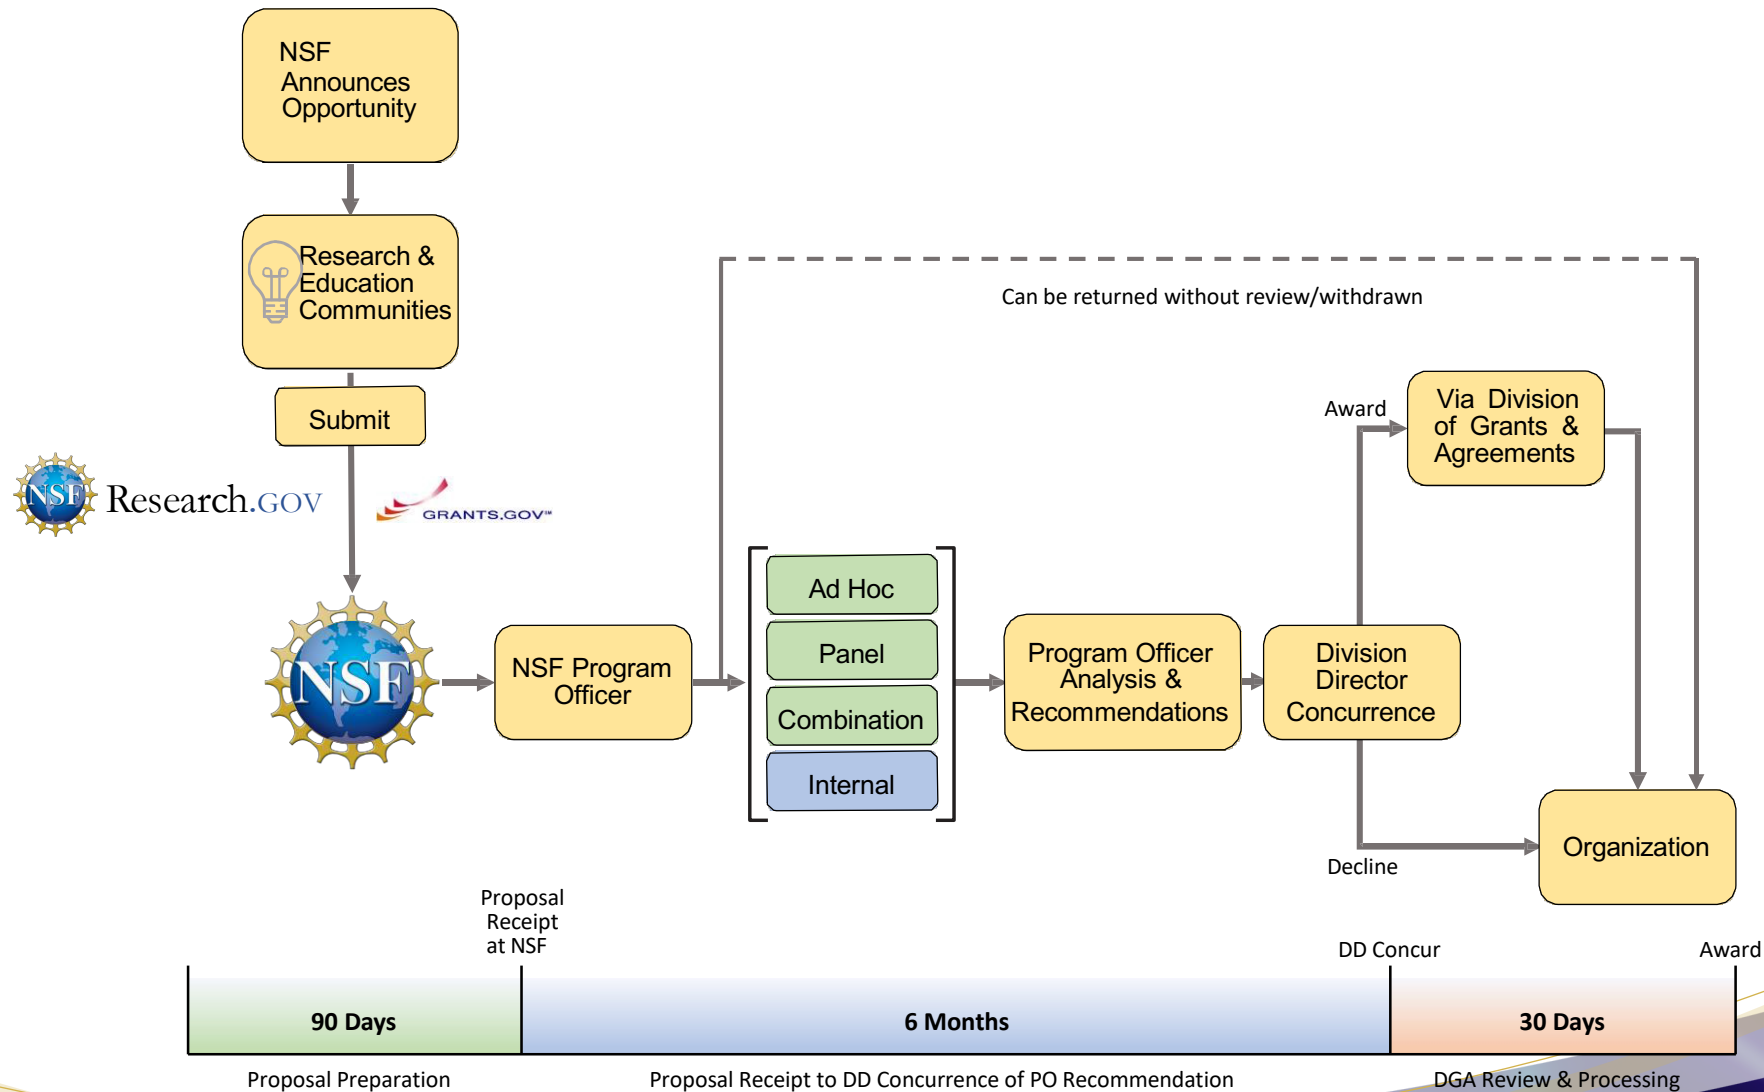 NSF
Announces
Opportunity
Research &
Education
Communities
Submit
NSF Research.GOV
GRANTS.GOV℠
NSF
NSF Program
Officer
Can be returned without review/withdrawn
Ad Hoc
Panel
Combination
Internal
Program Officer
Analysis &
Recommendations
Division
Director
Concurrence
Award
Via Division
of Grants &
Agreements
Decline
Organization
Proposal
Receipt
at NSF
DD Concur
Award
90 Days
6 Months
30 Days
Proposal Preparation
Proposal Receipt to DD Concurrence of PO Recommendation
DGA Review & Processing